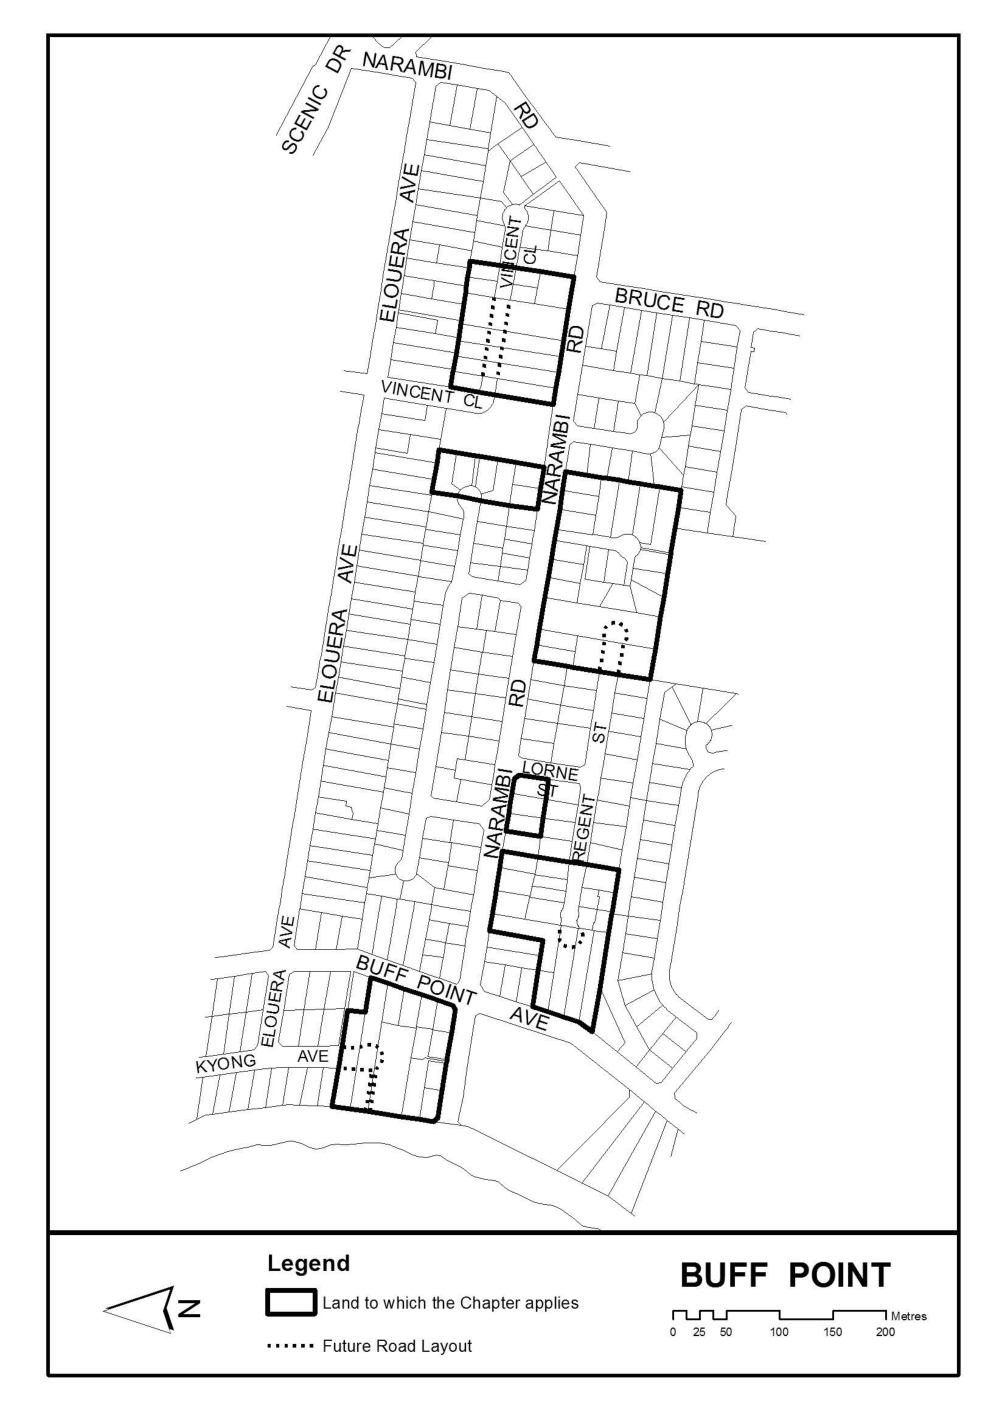 SCENIC DR
NARAMBI
RD
ELOUERA AVE
VINCENT
CL
BRUCE RD
RD
VINCENT CL
NARAMBI
ELOUERA AVE
RD
ST
LORNE
ST
NARAMBI
REGENT
AVE
BUFF POINT
AVE
ELOUERA
KYONG AVE
Legend
Land to which the Chapter applies
Future Road Layout
N
BUFF POINT
Metres
0 25 50 100 150 200